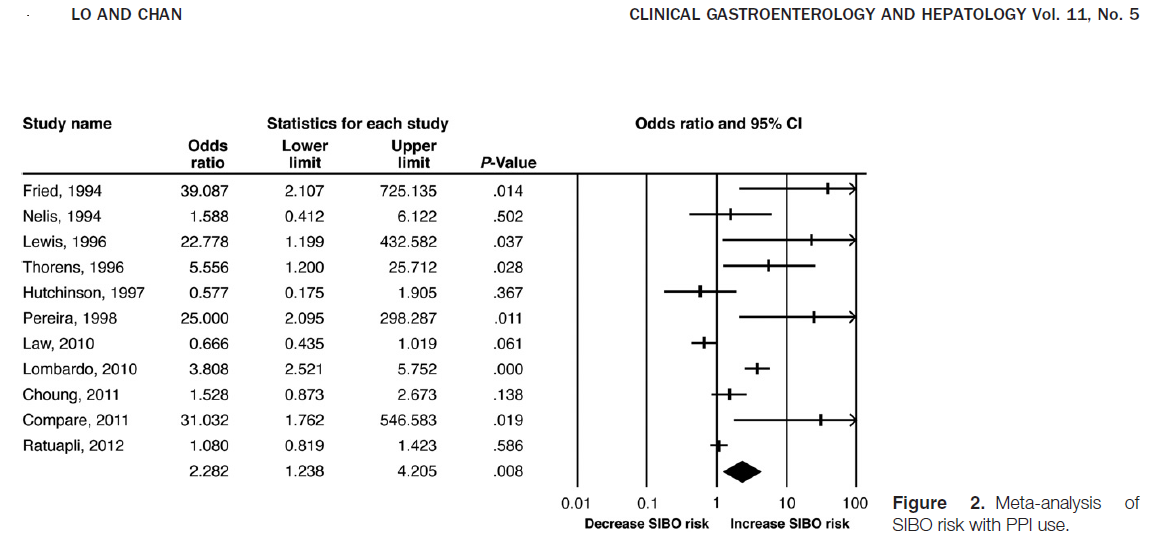 LO AND CHAN CLINICAL GASTROENTEROLOGY AND HEPATOLOGY Vol. 11, No. 5
Study name Statistics for each study Odds ratio and 95% CI
Odds ratio Lower limit Upper limit P-Value
Fried, 1994 39.087 2.107 725.135 .014
Nelis, 1994 1.588 0.412 6.122 .502
Lewis, 1996 22.778 1.199 432.582 .037
Thorens, 1996 5.556 1.200 25.712 .028
Hutchinson, 1997 0.577 0.175 1.905 .367
Pereira, 1998 25.000 2.095 298.287 .011
Law, 2010 0.666 0.435 1.019 .061
Lombardo, 2010 3.808 2.521 5.752 .000
Choung, 2011 1.528 0.873 2.673 .138
Compare, 2011 31.032 1.762 546.583 .019
Ratuapli, 2012 1.080 0.819 1.423 .586
2.282 1.238 4.205 .008
0.01 0.1 1 10 100
Decrease SIBO risk Increase SIBO risk
Figure 2. Meta-analysis of
SIBO risk with PPI use.